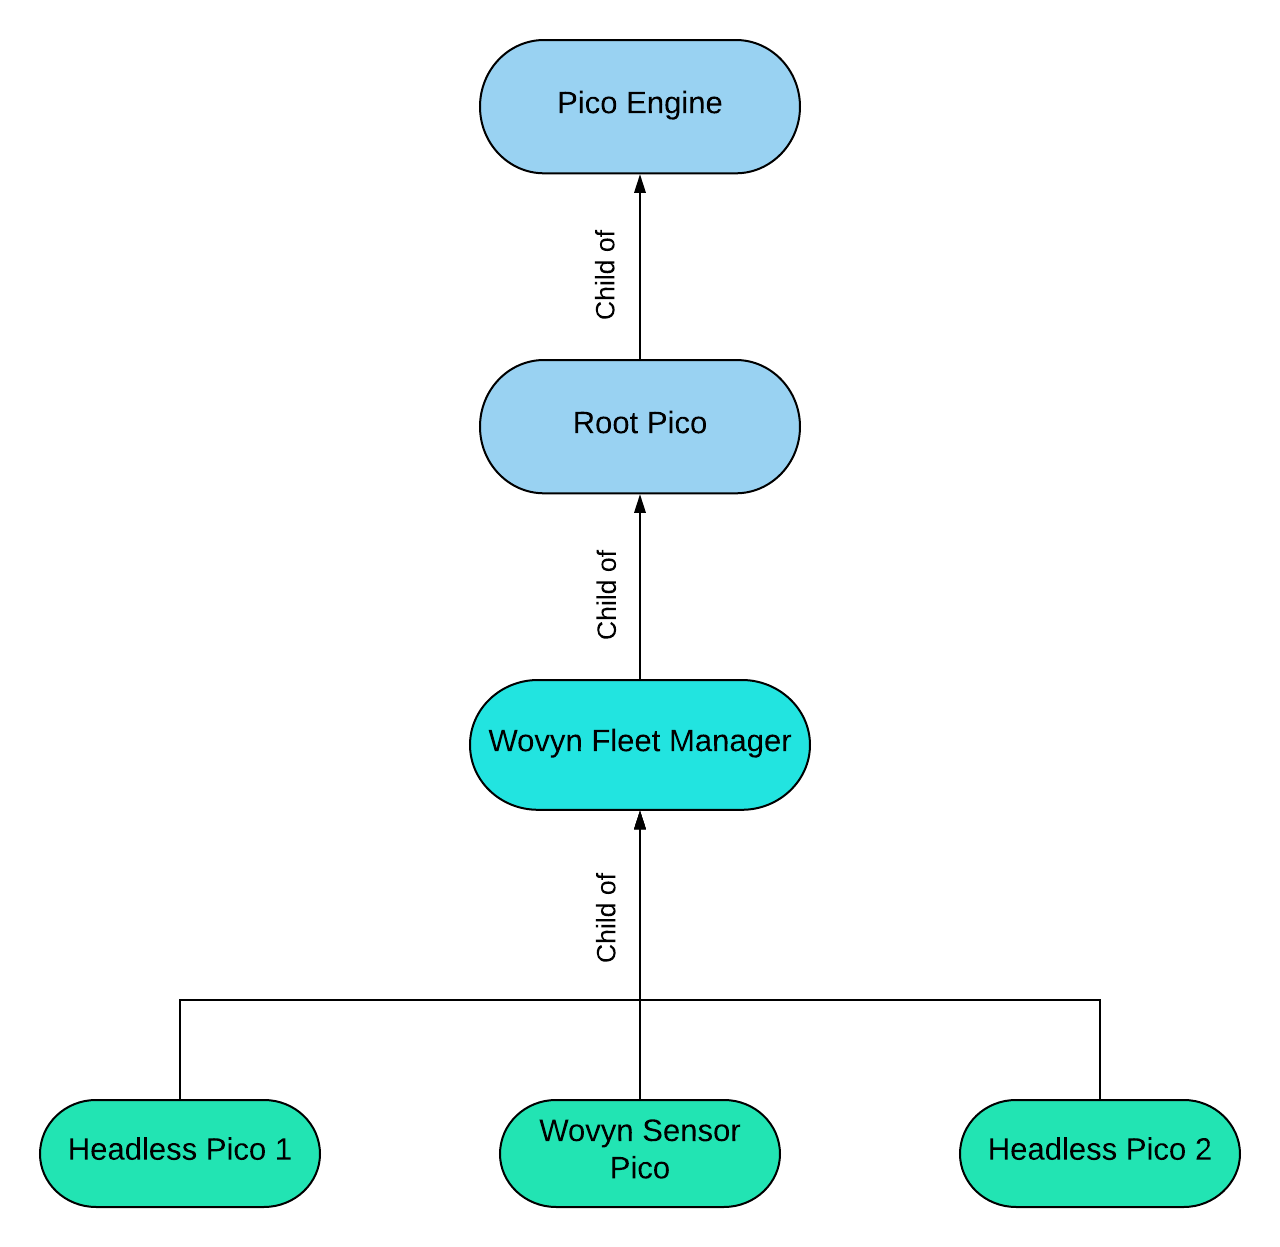 Pico Engine
Child of
Root Pico
Child of
Wovyn Fleet Manager
Child of
Headless Pico 1
Wovyn Sensor
Pico
Headless Pico 2